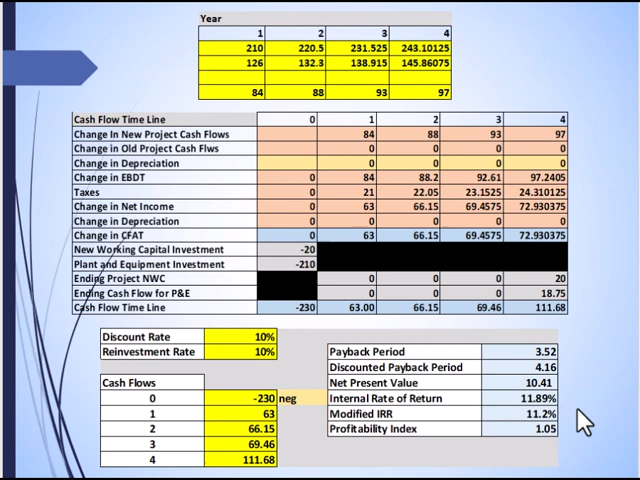 Year
1 2 3 4
210 220.5 231.525 243.10125
126 132.3 138.915 145.86075
84 88 93 97
Cash Flow Time Line 0 1 2 3 4
Change In New Project Cash Flows 84 88 93 97
Change in Old Project Cash Flws 0 0 0 0
Change in Depreciation 0 0 0 0
Change in EBDT 0 84 88.2 92.61 97.2405
Taxes 0 21 22.05 23.1525 24.310125
Change in Net Income 0 63 66.15 69.4575 72.930375
Change in Depreciation 0 0 0 0 0
Change in CFAT 0 63 66.15 69.4575 72.930375
New Working Capital Investment -20
Plant and Equipment Investment -210
Ending Project NWC 0 0 0 20
Ending Cash Flow for P&E 0 0 0 18.75
Cash Flow Time Line -230 63.00 66.15 69.46 111.68
Discount Rate 10%
Reinvestment Rate 10%
Cash Flows
0 -230 neg
1 63
2 66.15
3 69.46
4 111.68
Payback Period 3.52
Discounted Payback Period 4.16
Net Present Value 10.41
Internal Rate of Return 11.89%
Modified IRR 11.2%
Profitability Index 1.05